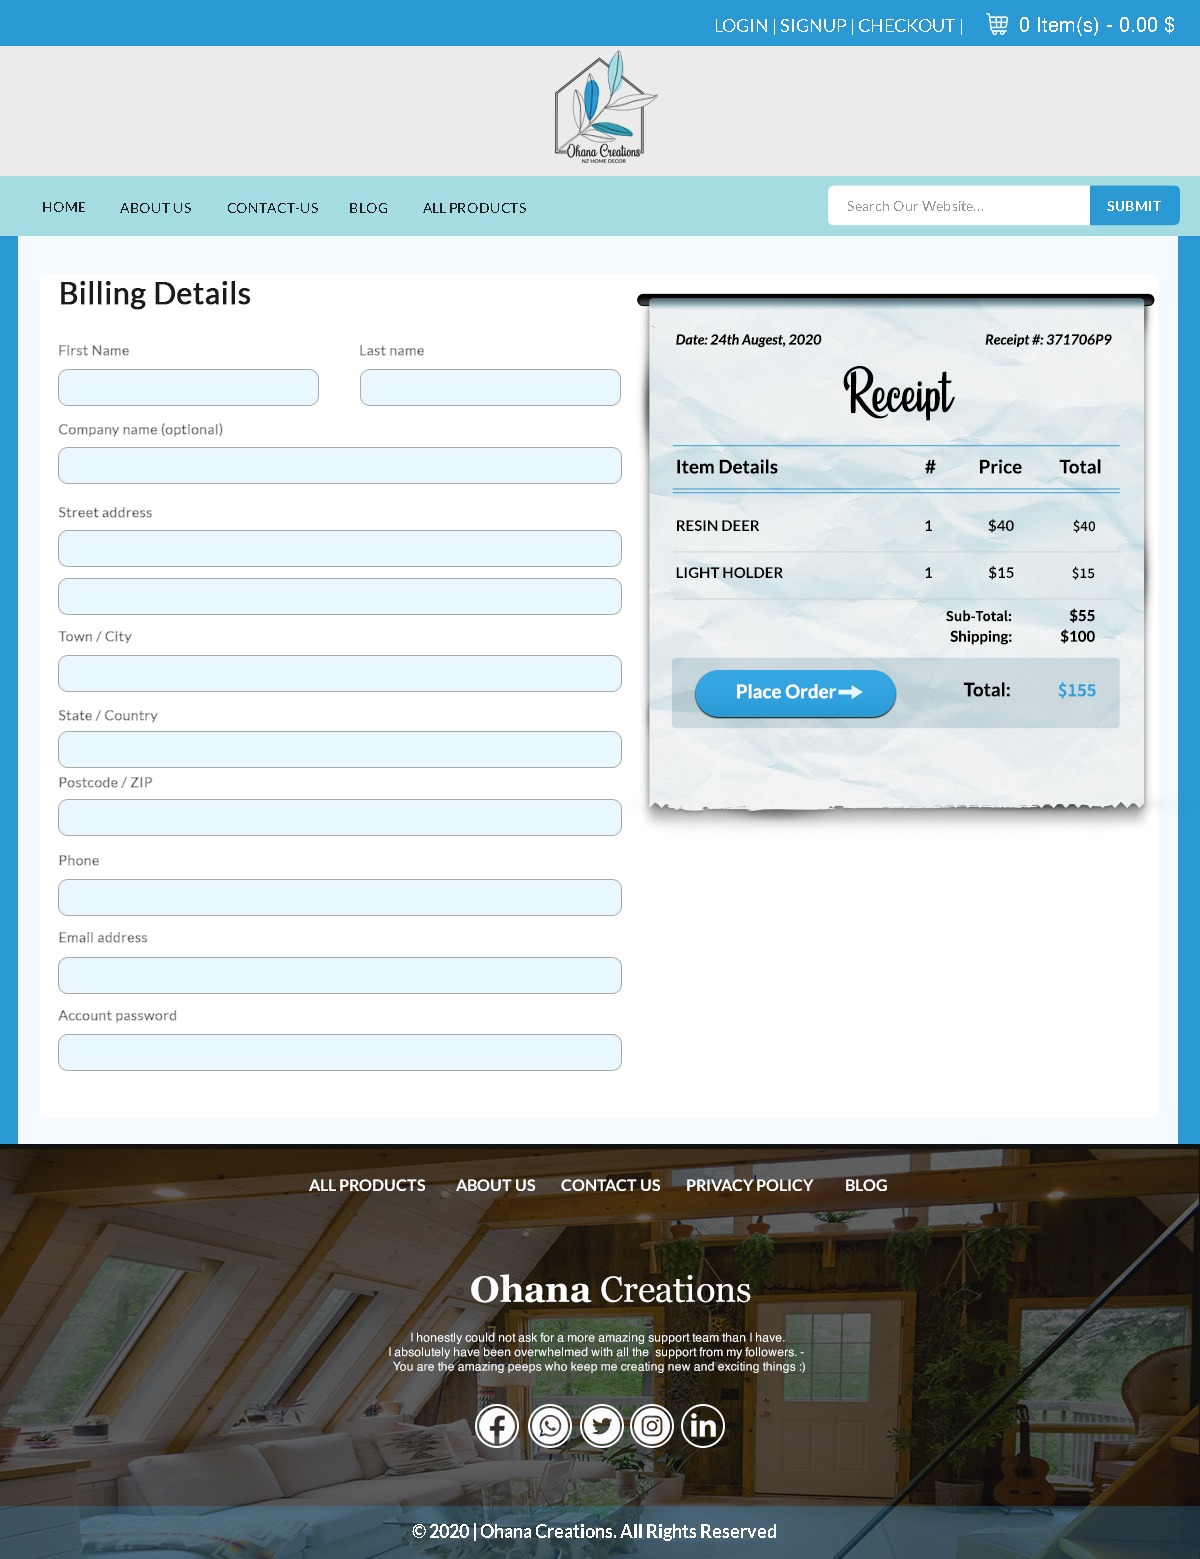 LOGIN | SIGNUP | CHECKOUT | 0 Item(s) - 0.00 $
Ohana Creations
NZ HOME DECOR
HOME ABOUT US CONTACT-US BLOG ALL PRODUCTS Search Our Website... SUBMIT
Billing Details
First Name Last name
Company name (optional)
Street address
Town / City
State / Country
Postcode / ZIP
Phone
Email address
Account password
Date: 24th Augest, 2020 Receipt #: 371706P9
Receipt
Item Details # Price Total
RESIN DEER 1 $40 $40
LIGHT HOLDER 1 $15 $15
Sub-Total: $55
Shipping: $100
Place Order Total: $155
ALL PRODUCTS ABOUT US CONTACT US PRIVACY POLICY BLOG
Ohana Creations
I honestly could not ask for a more amazing support team than I have.
I absolutely have been overwhelmed with all the support from my followers. -
You are the amazing peeps who keep me creating new and exciting things :)
© 2020 | Ohana Creations. All Rights Reserved